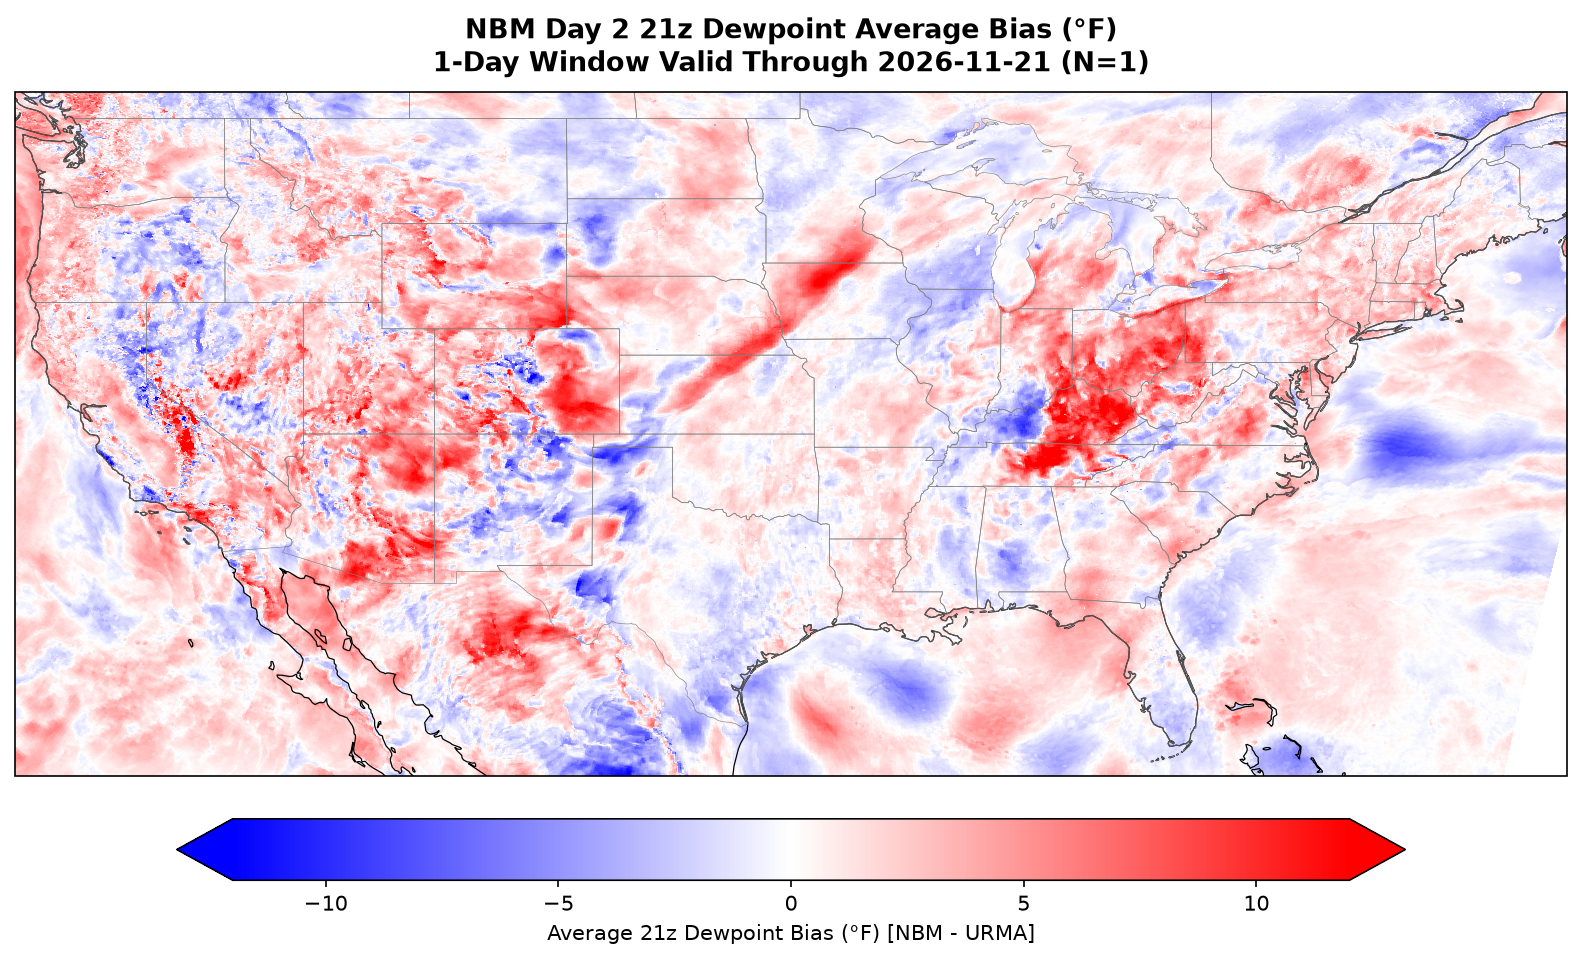 NBM Day 2 21z Dewpoint Average Bias (°F)
1-Day Window Valid Through 2026-11-21 (N=1)
−10 −5 0 5 10
Average 21z Dewpoint Bias (°F) [NBM - URMA]